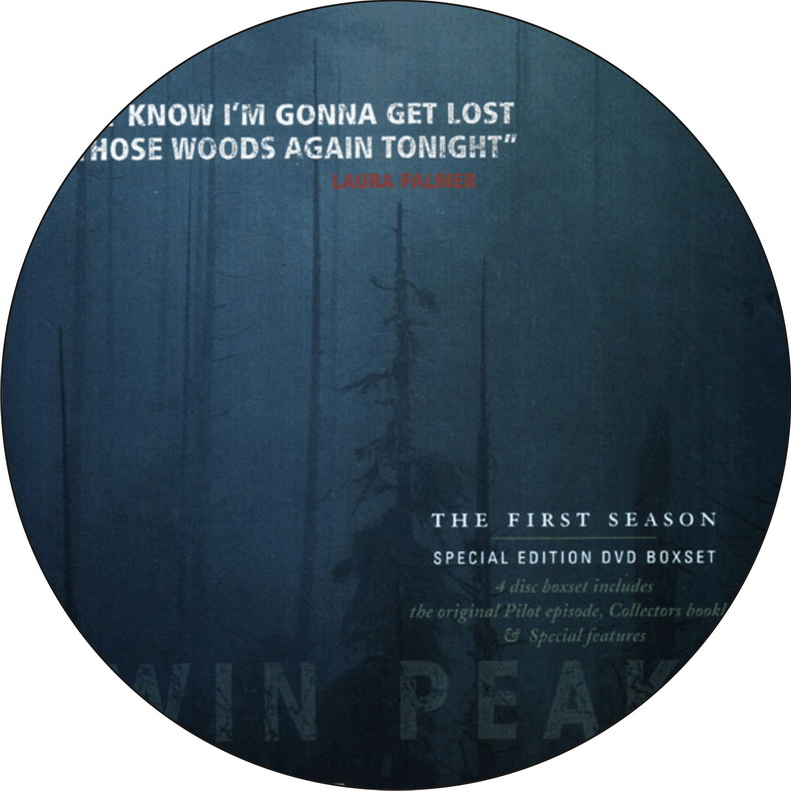 KNOW I'M GONNA GET LOST
HOSE WOODS AGAIN TONIGHT”
LAURA PALMER
THE FIRST SEASON
SPECIAL EDITION DVD BOXSET
4 disc boxset includes
the original Pilot episode, Collectors bookl
& Special features
WIN PEAK